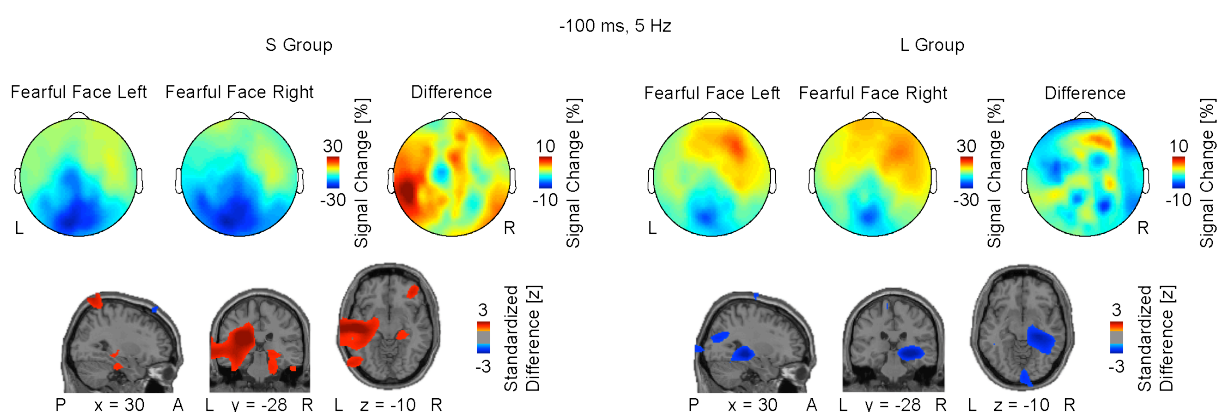 -100 ms, 5 Hz
S Group
L Group
Fearful Face Left
Fearful Face Right
Difference
Signal Change [%]
30
-30
Signal Change [%]
10
-10
L
R
Fearful Face Left
Fearful Face Right
Difference
Signal Change [%]
30
-30
Signal Change [%]
10
-10
L
R
Standardized
Difference [z]
3
-3
P x = 30 A
L y = -28 R
L z = -10 R
Standardized
Difference [z]
3
-3
P x = 30 A
L y = -28 R
L z = -10 R